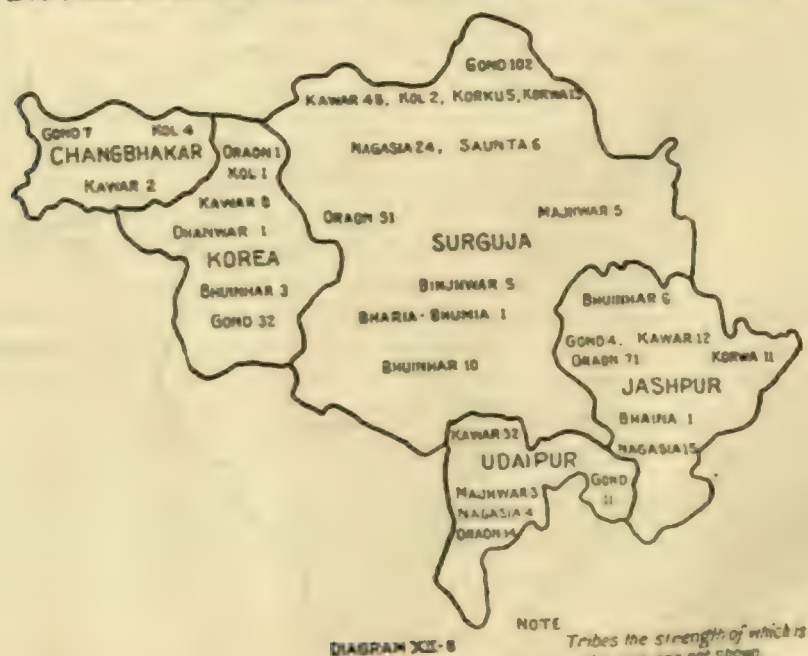 GOND 102
KAWAR 48, KOL 2, KORKU 5, KORWA 15
GOND 7 KOL 4
CHANGBHAKAR
KAWAR 2
ORAON 1
KOL 1
KAWAR 8
DHANWAR 1
KOREA
BHUINHAR 3
GOND 32
NAGASIA 24, SAUNTA 6
ORAON 51
MAJHWAR 5
SURGUJA
BINJHWAR 5
BHARIA-BHUMIA 1
BHUINHAR 10
BHUINHAR 6
GOND 4, KAWAR 12
ORAON 71 KORWA 11
JASHPUR
BHAINA 1
NAGASIA 15
KAWAR 32
UDAIPUR
MAJHWAR 3
NAGASIA 4
ORAON 14
GOND
11
DIAGRAM XII-8
NOTE
Tribes the strength of which is
not shown